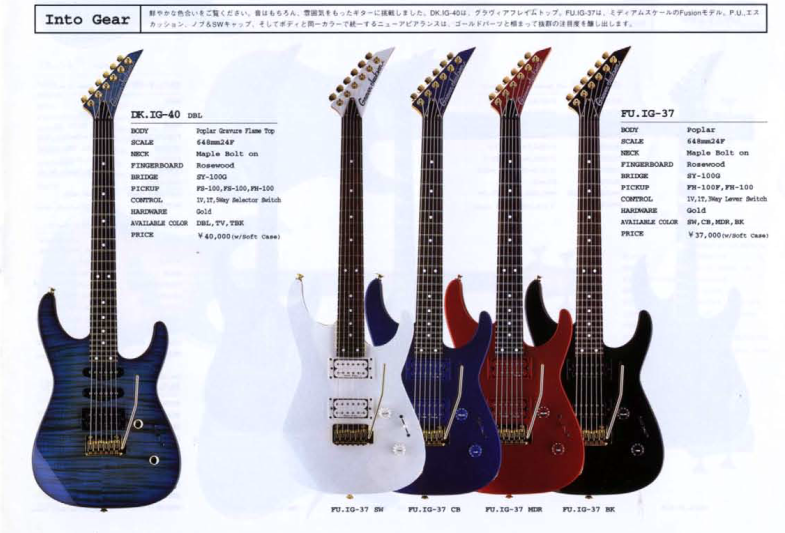 Into Gear
鮮やかな色合いをご覧ください。音はもちろん、雰囲気をもったギターに挑戦しました。DK.IG-40は、グラヴィアフレイムトップ。FU.IG-37は、ミディアムスケールのFusionモデル。P.U.,エス
カッション、ノブ&SWキャップ、そしてボディと同一カラーで統一するニューアピアランスは、ゴールドパーツと相まって抜群の注目度を醸し出します。
DK.IG-40 DBL
BODY Poplar Gravure Flame Top
SCALE 648mm24F
NECK Maple Bolt on
FINGERBOARD Rosewood
BRIDGE SY-100G
PICKUP FS-100,FS-100,FH-100
CONTROL 1V,1T,5Way Selector Switch
HARDWARE Gold
AVAILABLE COLOR DBL,TV,TBK
PRICE ¥40,000(w/Soft Case)
FU.IG-37
BODY Poplar
SCALE 648mm24F
NECK Maple Bolt on
FINGERBOARD Rosewood
BRIDGE SY-100G
PICKUP FH-100F,FH-100
CONTROL 1V,1T,3Way Lever Switch
HARDWARE Gold
AVAILABLE COLOR SW,CB,MDR,BK
PRICE ¥37,000(w/Soft Case)
FU.IG-37 SW FU.IG-37 CB FU.IG-37 MDR FU.IG-37 BK